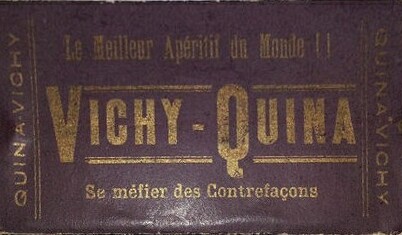 Le Meilleur Apéritif du Monde !!
VICHY-QUINA
Se méfier des Contrefaçons
QUINA-VICHY
QUINA-VICHY